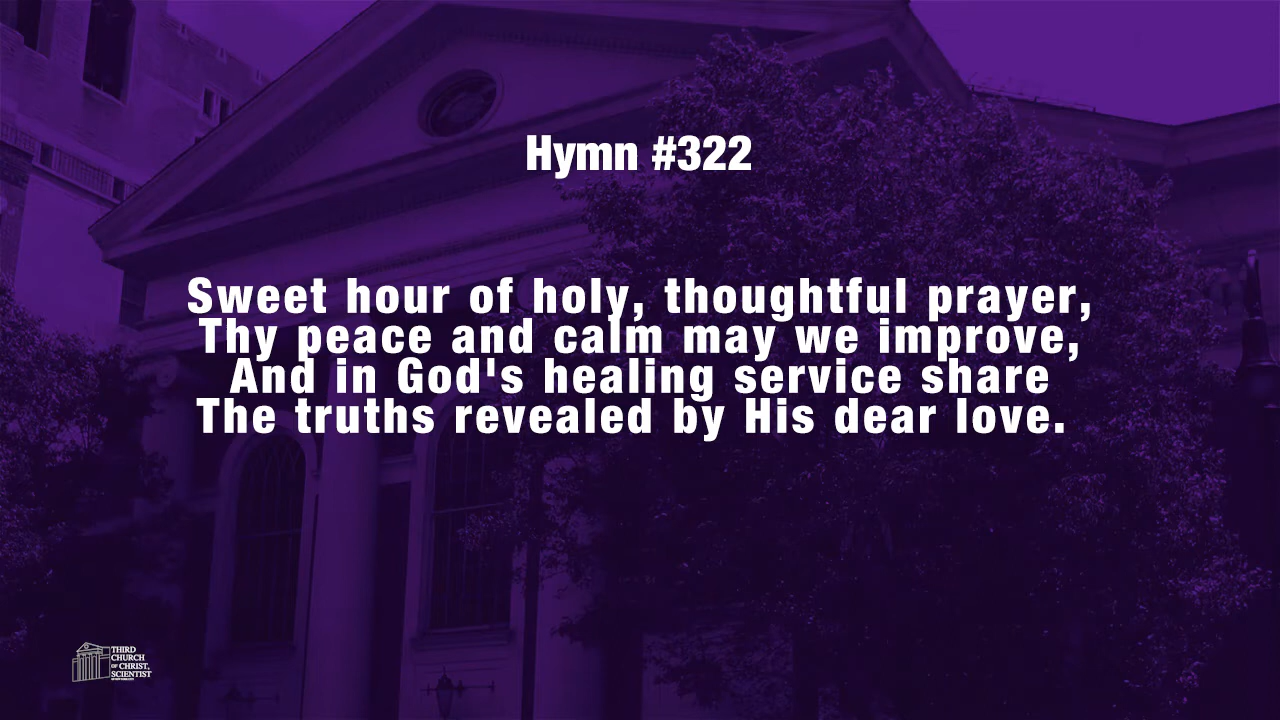 Hymn #322
Sweet hour of holy, thoughtful prayer,
Thy peace and calm may we improve,
And in God's healing service share
The truths revealed by His dear love.
THIRD
CHURCH
OF CHRIST,
SCIENTIST